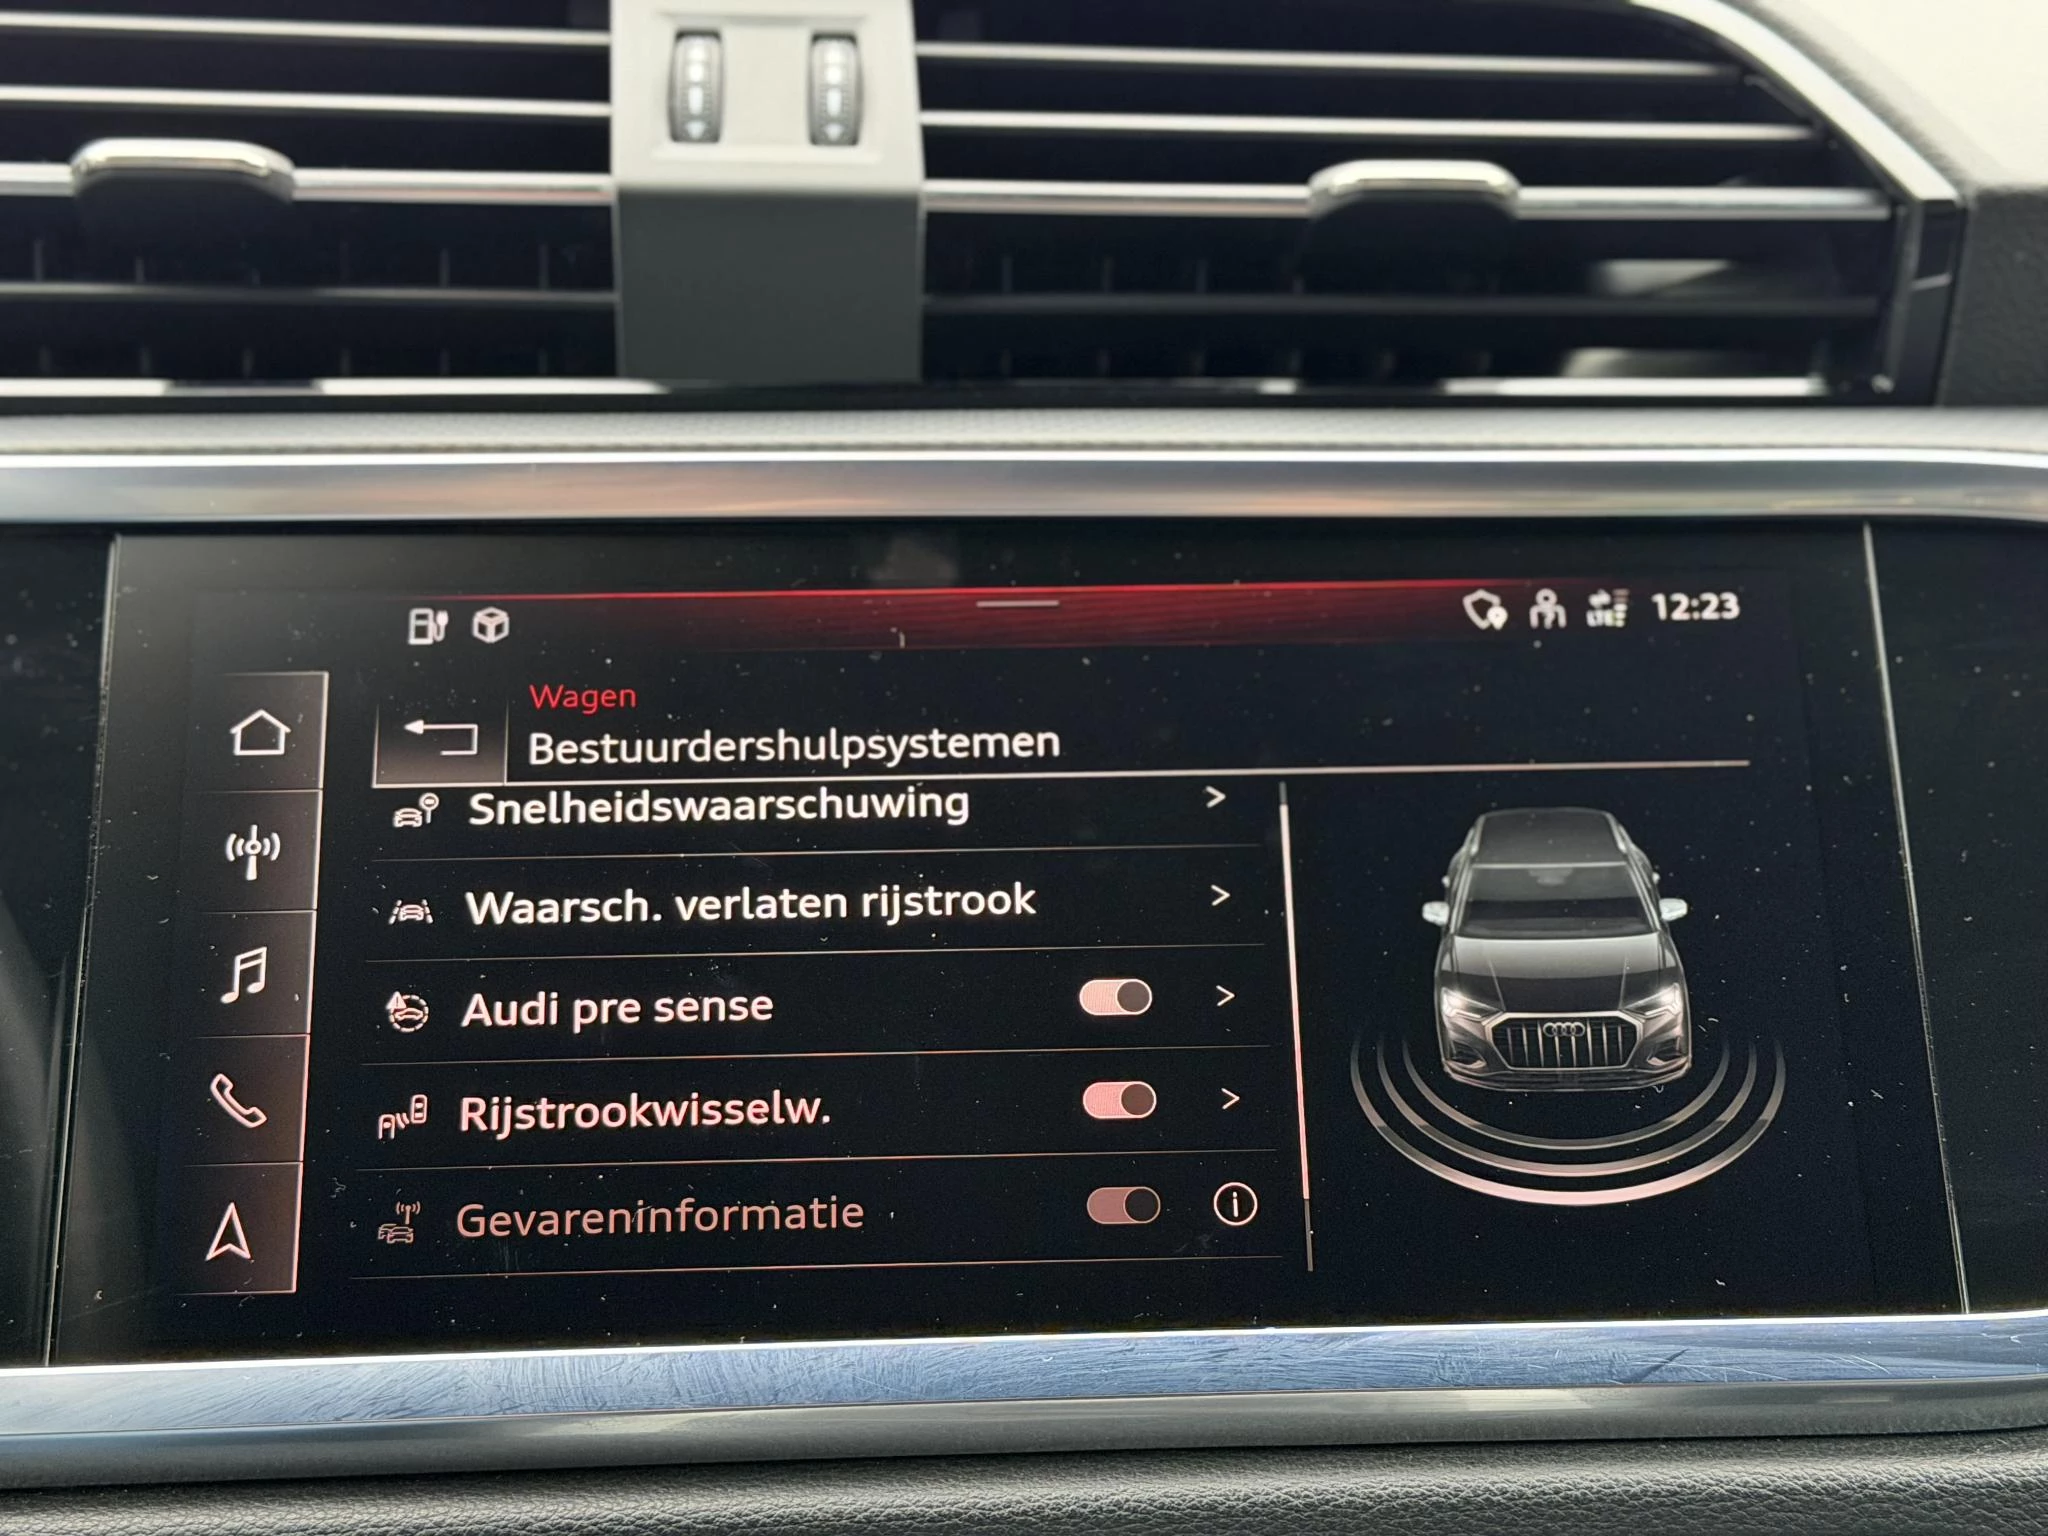 12:23
Wagen
Bestuurdershulpsystemen
Snelheidswaarschuwing
Waarsch. verlaten rijstrook
Audi pre sense
Rijstrookwisselw.
Gevareninformatie